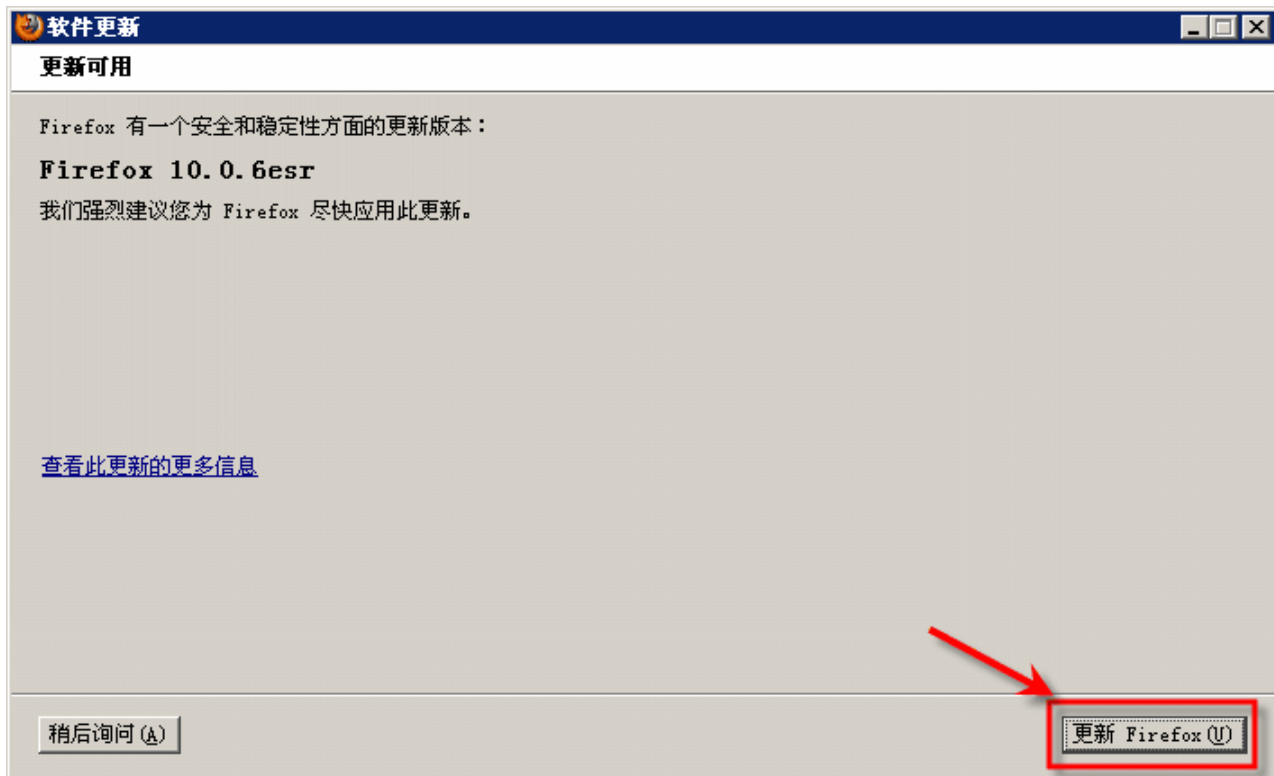 软件更新
更新可用
Firefox 有一个安全和稳定性方面的更新版本：
Firefox 10.0.6esr
我们强烈建议您为 Firefox 尽快应用此更新。
查看此更新的更多信息
稍后询问(A)
更新 Firefox(U)